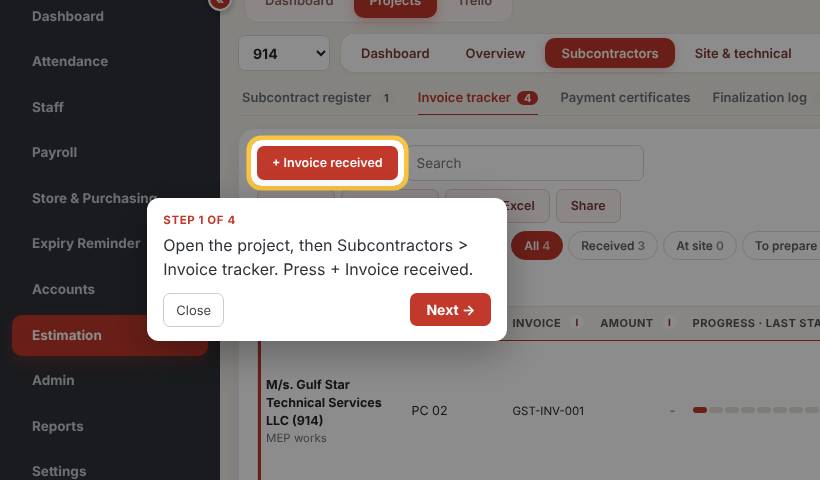 Dashboard
Projects
Trello
Dashboard
Attendance
Staff
Payroll
Store & Purchasing
Expiry Reminder
Accounts
Estimation
Admin
Reports
Settings
914
Dashboard
Overview
Subcontractors
Site & technical
Subcontract register 1
Invoice tracker 4
Payment certificates
Finalization log
+ Invoice received
Search
Excel
Share
All 4
Received 3
At site 0
To prepare
STEP 1 OF 4
Open the project, then Subcontractors >
Invoice tracker. Press + Invoice received.
Close
Next →
INVOICE
AMOUNT
PROGRESS · LAST STA
M/s. Gulf Star
Technical Services
LLC (914)
MEP works
PC 02
GST-INV-001
-